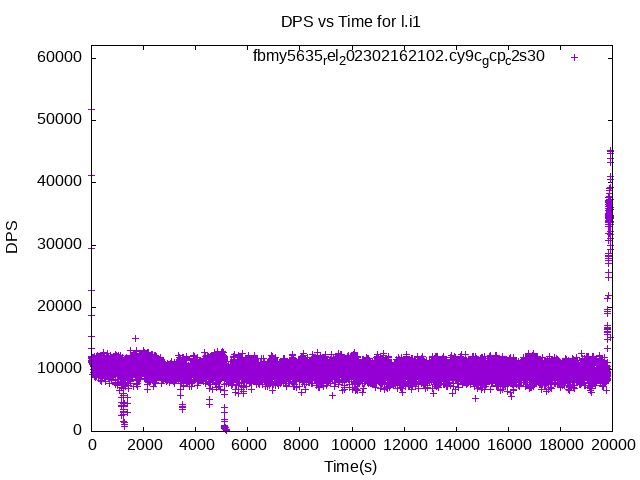 DPS vs Time for l.i1
fbmy5635rel202302162102.cy9cgcpc2s30
60000
50000
40000
30000
20000
10000
0
DPS
0 2000 4000 6000 8000 10000 12000 14000 16000 18000 20000
Time(s)